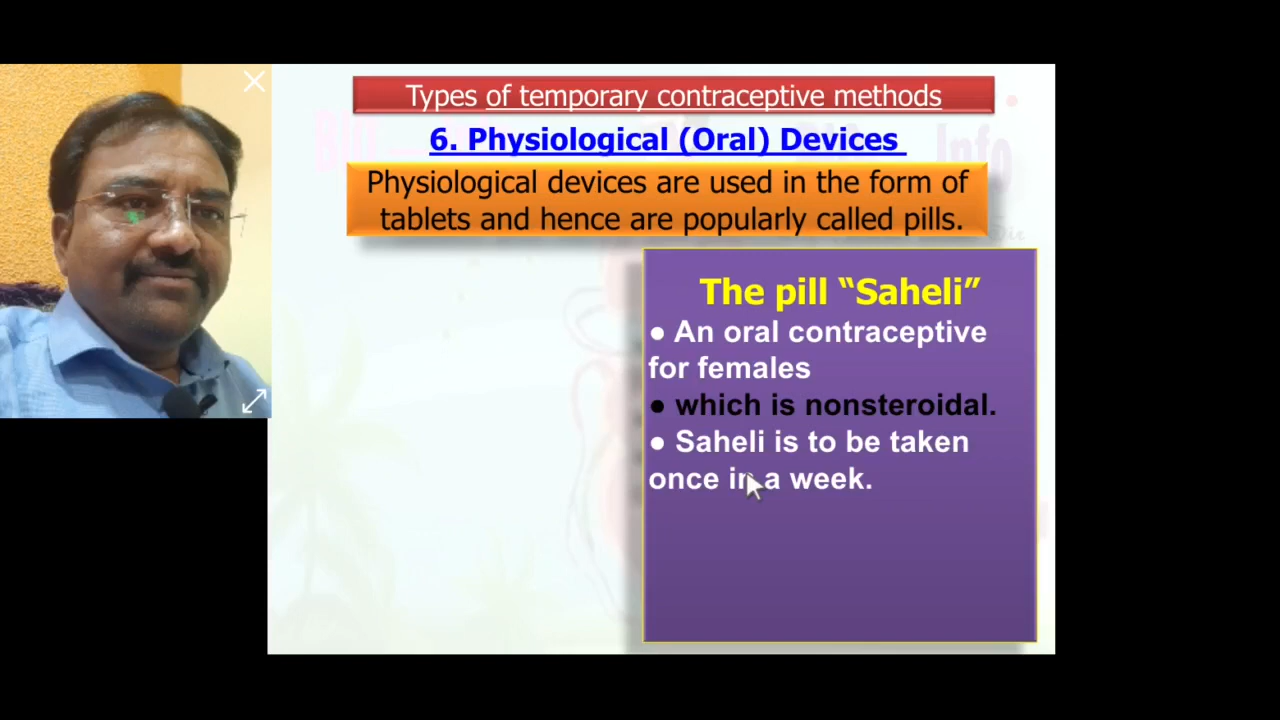 Types of temporary contraceptive methods
6. Physiological (Oral) Devices
Physiological devices are used in the form of
tablets and hence are popularly called pills.
The pill “Saheli”
● An oral contraceptive
for females
● which is nonsteroidal.
● Saheli is to be taken
once in a week.
Info